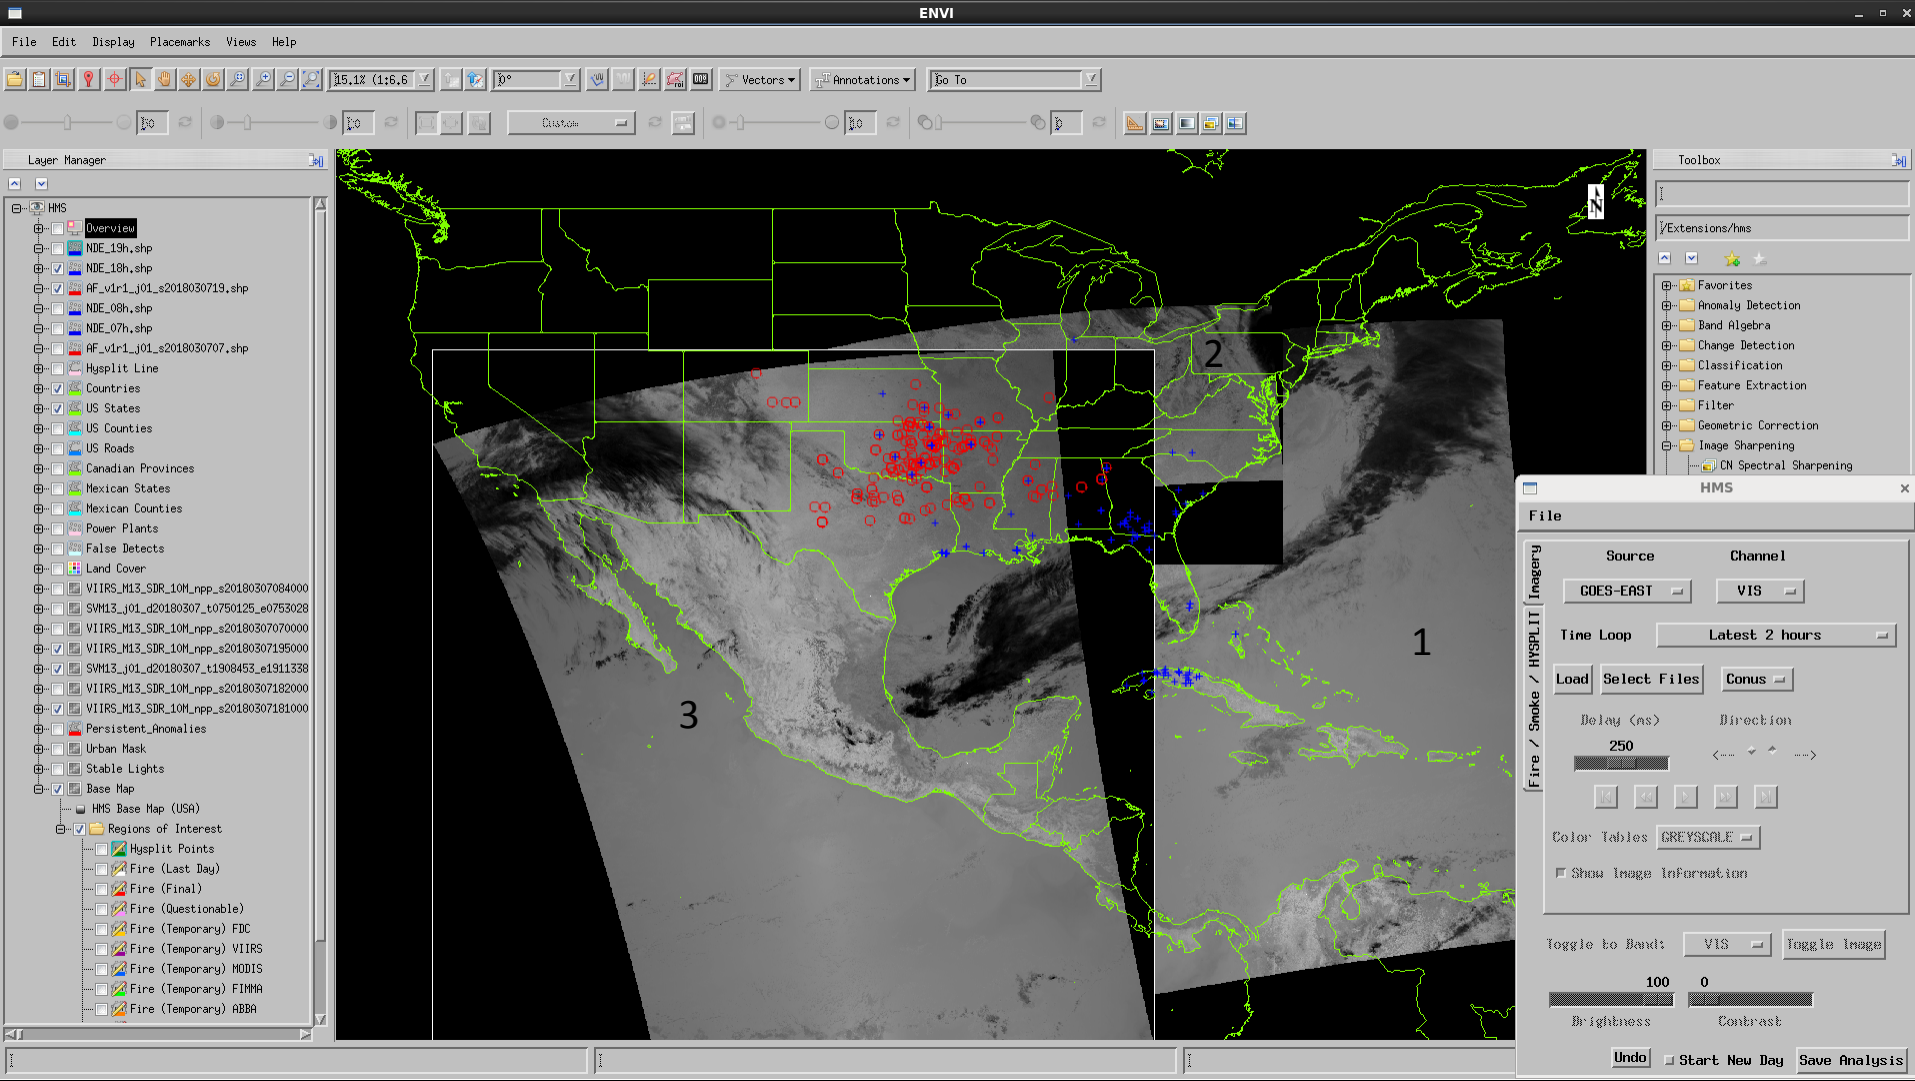 ENVI
File Edit Display Placemarks Views Help
15.1% (1:6.6 0° Vectors Annotations Go To
Custom
Layer Manager
HMS
Overview
NDE_19h.shp
NDE_18h.shp
AF_v1r1_j01_s2018030719.shp
NDE_08h.shp
NDE_07h.shp
AF_v1r1_j01_s2018030707.shp
Hysplit Line
Countries
US States
US Counties
US Roads
Canadian Provinces
Mexican States
Mexican Counties
Power Plants
False Detects
Land Cover
VIIRS_M13_SDR_10M_npp_s20180307084000
SVM13_j01_d20180307_t0750125_e0753028
VIIRS_M13_SDR_10M_npp_s20180307070000
VIIRS_M13_SDR_10M_npp_s20180307195000
SVM13_j01_d20180307_t1908453_e1911338
VIIRS_M13_SDR_10M_npp_s20180307182000
VIIRS_M13_SDR_10M_npp_s20180307181000
Persistent_Anomalies
Urban Mask
Stable Lights
Base Map
HMS Base Map (USA)
Regions of Interest
Hysplit Points
Fire (Last Day)
Fire (Final)
Fire (Questionable)
Fire (Temporary) FDC
Fire (Temporary) VIIRS
Fire (Temporary) MODIS
Fire (Temporary) FIMMA
Fire (Temporary) ABBA
N
2
1
3
Toolbox
/Extensions/hms
Favorites
Anomaly Detection
Band Algebra
Change Detection
Classification
Feature Extraction
Filter
Geometric Correction
Image Sharpening
CN Spectral Sharpening
HMS
File
Imagery
Fire / Smoke / HYSPLIT
Source Channel
GOES-EAST VIS
Time Loop Latest 2 hours
Load Select Files Conus
Delay (ms) Direction
250 <---- ---->
Color Tables GREYSCALE
Show Image Information
Toggle to Band: VIS Toggle Image
100 0
Brightness Contrast
Undo Start New Day Save Analysis